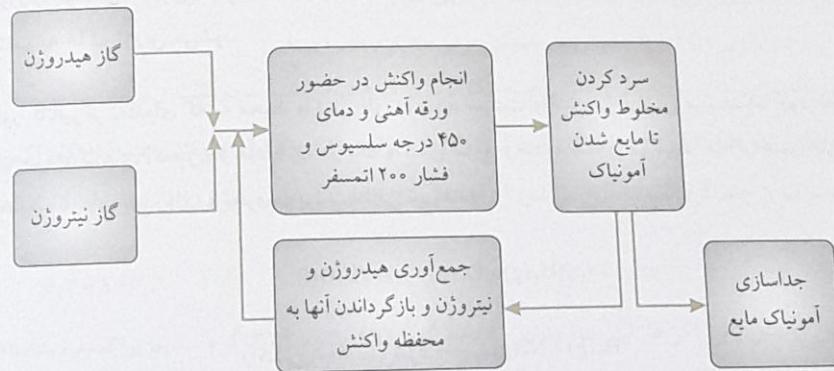 گاز هیدروژن
گاز نیتروژن
انجام واکنش در حضور
ورقه آهنی و دمای
۴۵۰ درجه سلسیوس و
فشار ۲۰۰ اتمسفر
سرد کردن
مخلوط واکنش
تا مایع شدن
آمونیاک
جمع‌آوری هیدروژن و
نیتروژن و بازگرداندن آنها به
محفظه واکنش
جداسازی
آمونیاک مایع